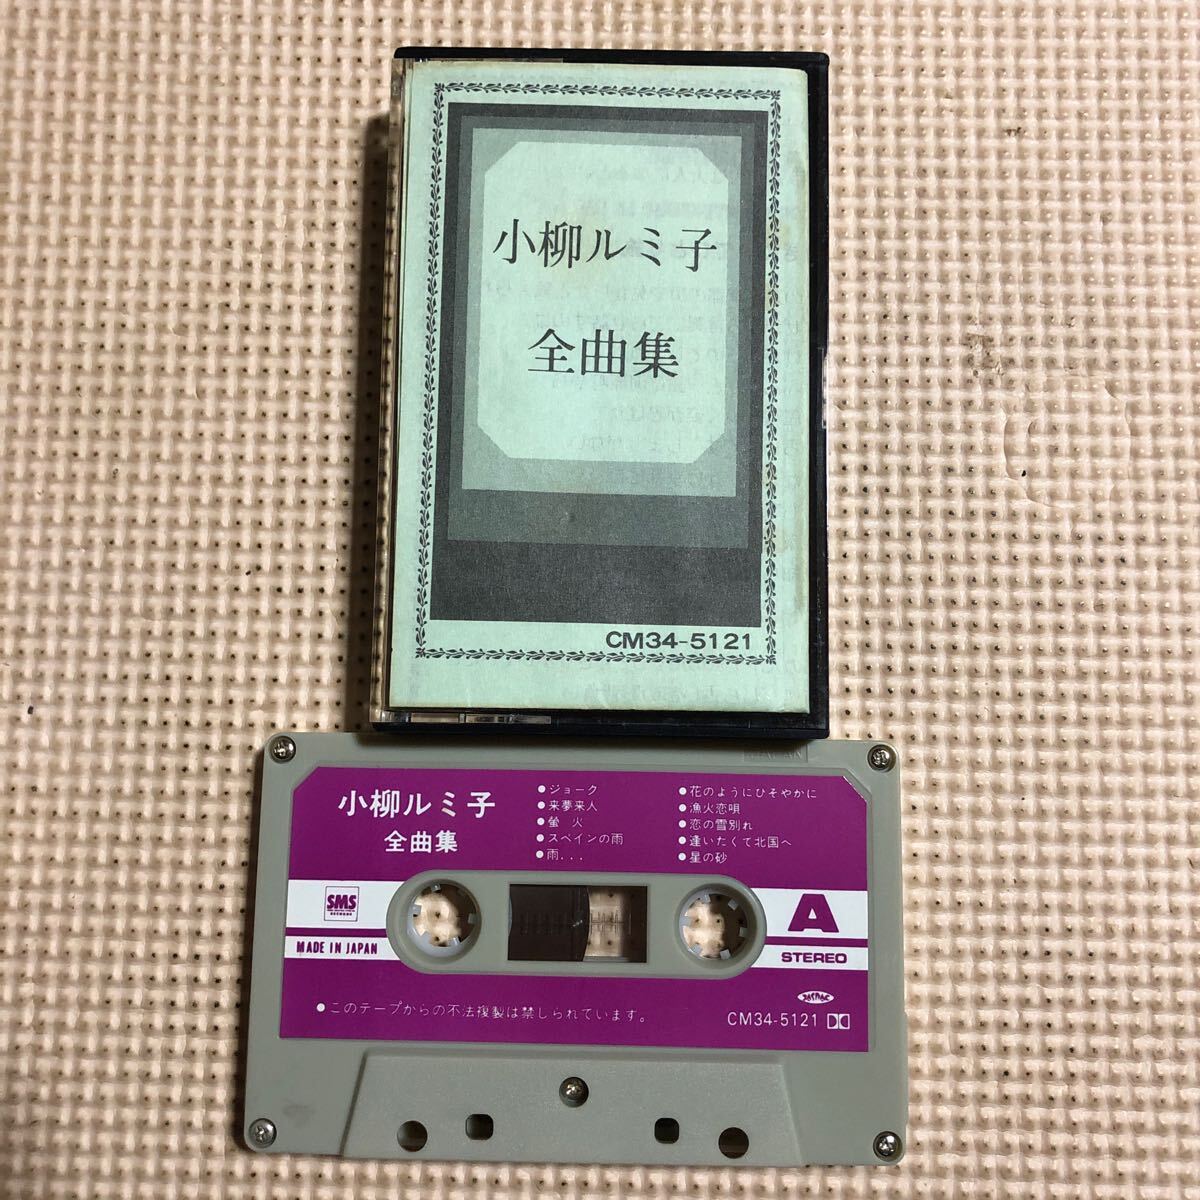 小柳ルミ子
全曲集
CM34-5121
小柳ルミ子
全曲集
●ジョーク
●来夢来人
●螢 火
●スペインの雨
●雨...
●花のようにひそやかに
●漁火恋唄
●恋の雪別れ
●逢いたくて北国へ
●星の砂
SMS
RECORDS
MADE IN JAPAN
A
STEREO
●このテープからの不法複製は禁じられています。
CM34-5121